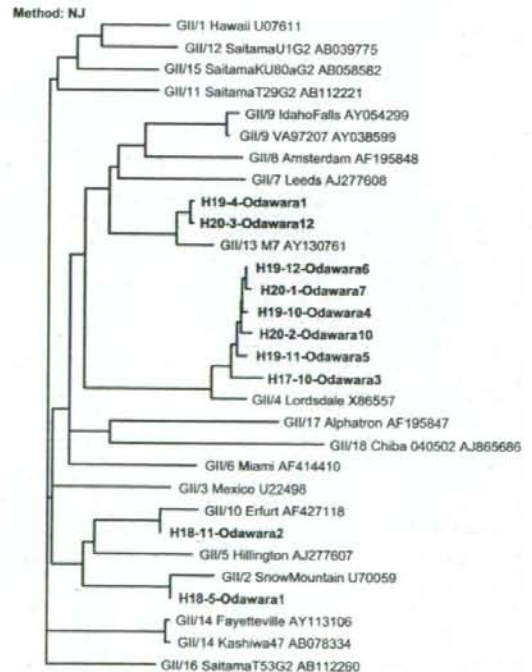 Method: NJ
GII/1 Hawaii U07611
GII/12 SaitamaU1G2 AB039775
GII/15 SaitamaKU80aG2 AB058582
GII/11 SaitamaT29G2 AB112221
GII/9 IdahoFalls AY054299
GII/9 VA97207 AY038599
GII/8 Amsterdam AF195848
GII/7 Leeds AJ277608
H19-4-Odawara1
H20-3-Odawara12
GII/13 M7 AY130761
H19-12-Odawara6
H20-1-Odawara7
H19-10-Odawara4
H20-2-Odawara10
H19-11-Odawara5
H17-10-Odawara3
GII/4 Lordsdale X86557
GII/17 Alphatron AF195847
GII/18 Chiba 040502 AJ865686
GII/6 Miami AF414410
GII/3 Mexico U22498
GII/10 Erfurt AF427118
H18-11-Odawara2
GII/5 Hillington AJ277607
GII/2 SnowMountain U70059
H18-5-Odawara1
GII/14 Fayetteville AY113106
GII/14 Kashiwa47 AB078334
GII/16 SaitamaT53G2 AB112260